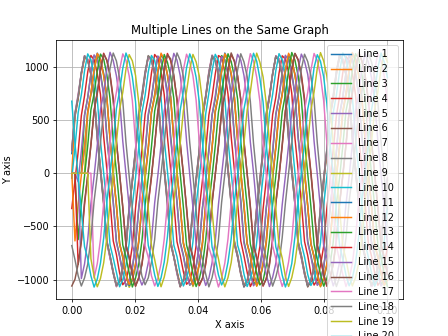 Multiple Lines on the Same Graph
Y axis
1000
500
0
−500
−1000
0.00
0.02
0.04
0.06
0.08
X axis
Line 1
Line 2
Line 3
Line 4
Line 5
Line 6
Line 7
Line 8
Line 9
Line 10
Line 11
Line 12
Line 13
Line 14
Line 15
Line 16
Line 17
Line 18
Line 19
Line 20